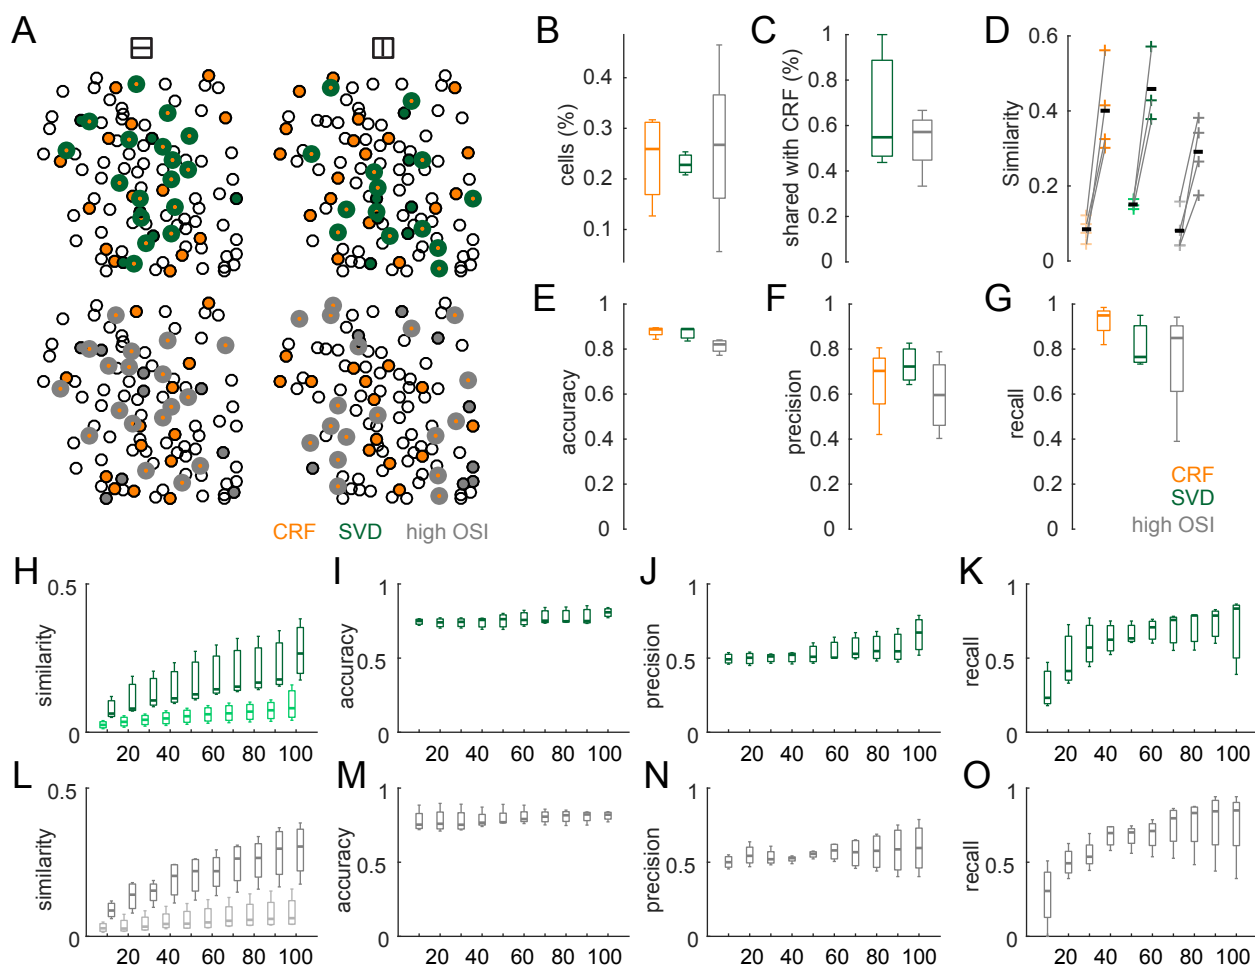 A
B
cells (%)
0.4
0.3
0.2
0.1
C
shared with CRF (%)
1
0.8
0.6
0.4
0.2
0
D
Similarity
0.6
0.4
0.2
0
E
accuracy
1
0.8
0.6
0.4
0.2
0
F
precision
1
0.8
0.6
0.4
0.2
0
G
recall
1
0.8
0.6
0.4
0.2
0
CRF
SVD
high OSI
CRF SVD high OSI
H
similarity
0.5
0
20 40 60 80 100
I
accuracy
1
0.5
0
20 40 60 80 100
J
precision
1
0.5
0
20 40 60 80 100
K
recall
1
0.5
0
20 40 60 80 100
L
similarity
0.5
0
20 40 60 80 100
M
accuracy
1
0.5
0
20 40 60 80 100
N
precision
1
0.5
0
20 40 60 80 100
O
recall
1
0.5
0
20 40 60 80 100